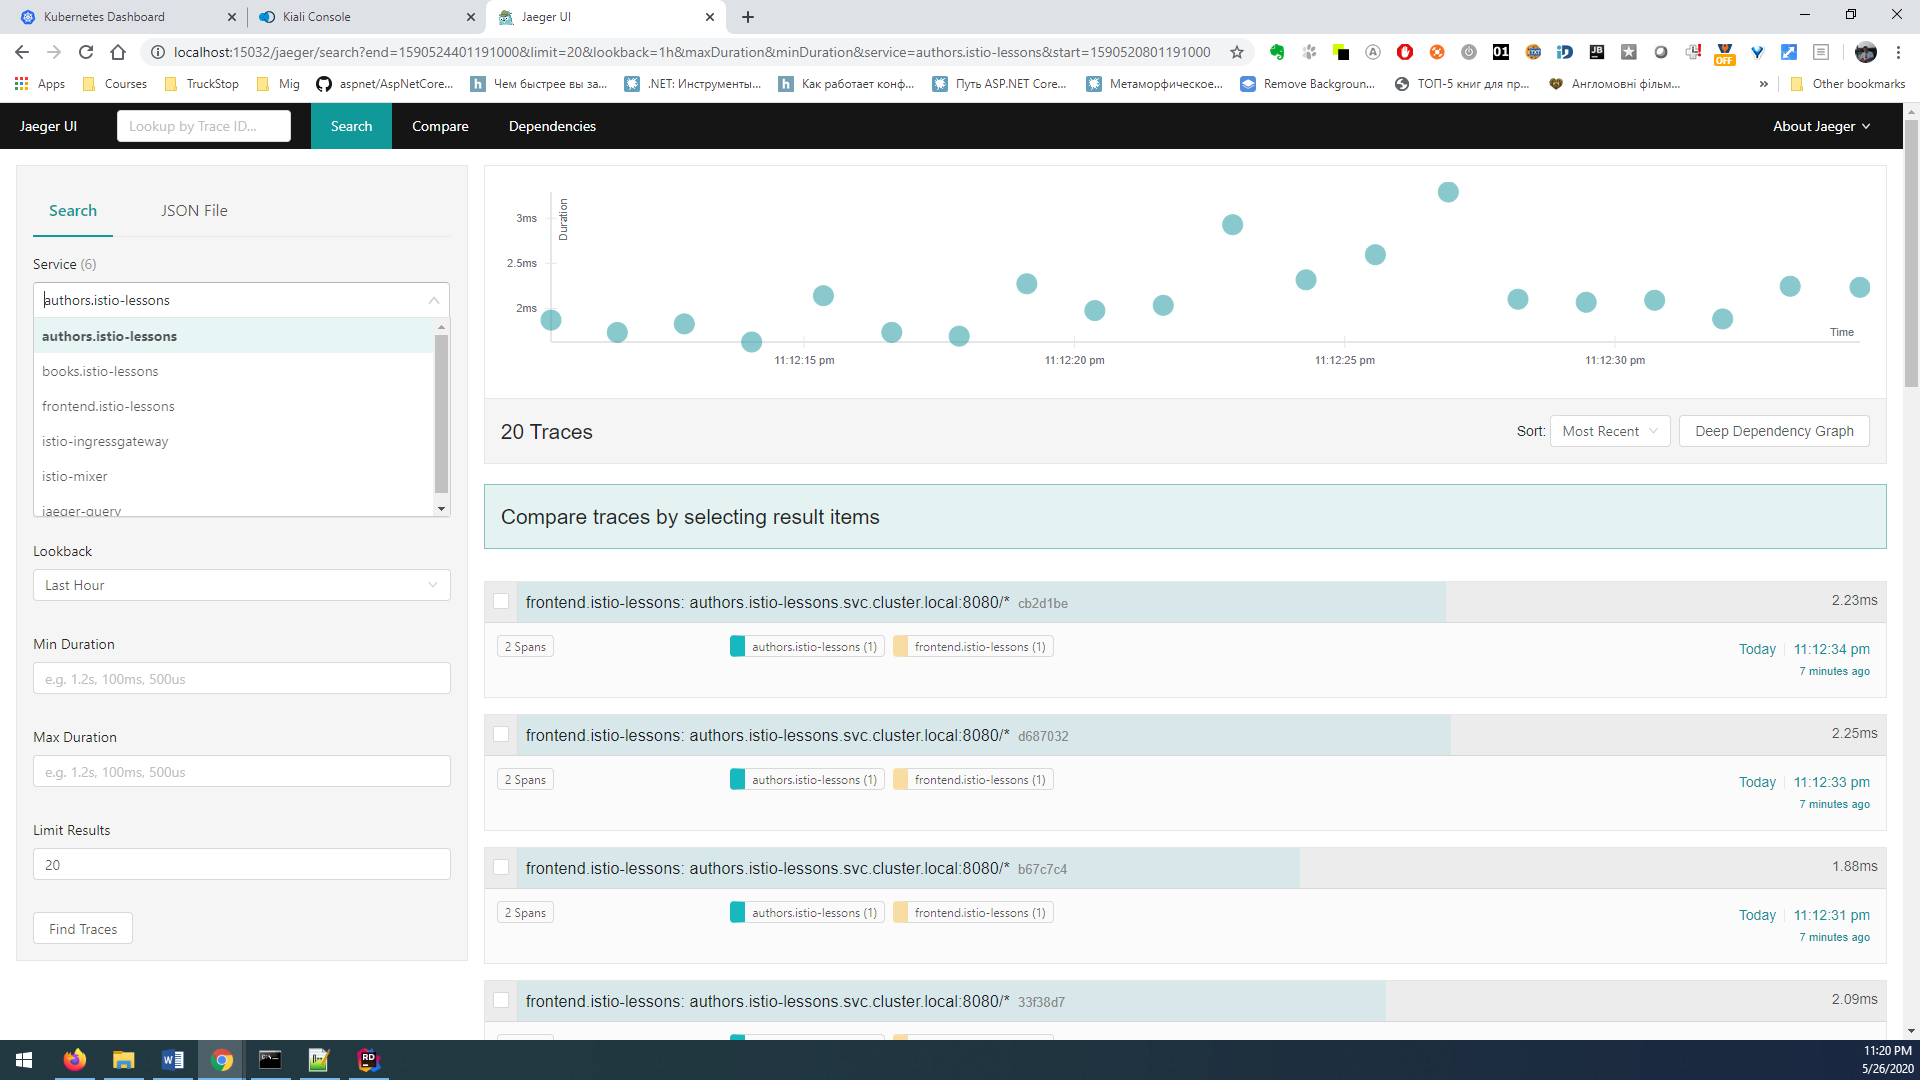 Kubernetes Dashboard
Kiali Console
Jaeger UI
localhost:15032/jaeger/search?end=1590524401191000&limit=20&lookback=1h&maxDuration&minDuration&service=authors.istio-lessons&start=1590520801191000
Apps
Courses
TruckStop
Mig
aspnet/AspNetCore...
Чем быстрее вы за...
.NET: Инструменты...
Как работает конф...
Путь ASP.NET Core...
Метаморфическое...
Remove Backgroun...
ТОП-5 книг для пр...
Англомовні фільм...
»
Other bookmarks
Jaeger UI
Lookup by Trace ID...
Search
Compare
Dependencies
About Jaeger
Search
JSON File
Service (6)
authors.istio-lessons
authors.istio-lessons
books.istio-lessons
frontend.istio-lessons
istio-ingressgateway
istio-mixer
jaeger-query
Lookback
Last Hour
Min Duration
e.g. 1.2s, 100ms, 500us
Max Duration
e.g. 1.2s, 100ms, 500us
Limit Results
20
Find Traces
Duration
3ms
2.5ms
2ms
Time
11:12:15 pm
11:12:20 pm
11:12:25 pm
11:12:30 pm
20 Traces
Sort: Most Recent
Deep Dependency Graph
Compare traces by selecting result items
frontend.istio-lessons: authors.istio-lessons.svc.cluster.local:8080/* cb2d1be
2.23ms
2 Spans
authors.istio-lessons (1)
frontend.istio-lessons (1)
Today 11:12:34 pm
7 minutes ago
frontend.istio-lessons: authors.istio-lessons.svc.cluster.local:8080/* d687032
2.25ms
2 Spans
authors.istio-lessons (1)
frontend.istio-lessons (1)
Today 11:12:33 pm
7 minutes ago
frontend.istio-lessons: authors.istio-lessons.svc.cluster.local:8080/* b67c7c4
1.88ms
2 Spans
authors.istio-lessons (1)
frontend.istio-lessons (1)
Today 11:12:31 pm
7 minutes ago
frontend.istio-lessons: authors.istio-lessons.svc.cluster.local:8080/* 33f38d7
2.09ms
11:20 PM
5/26/2020